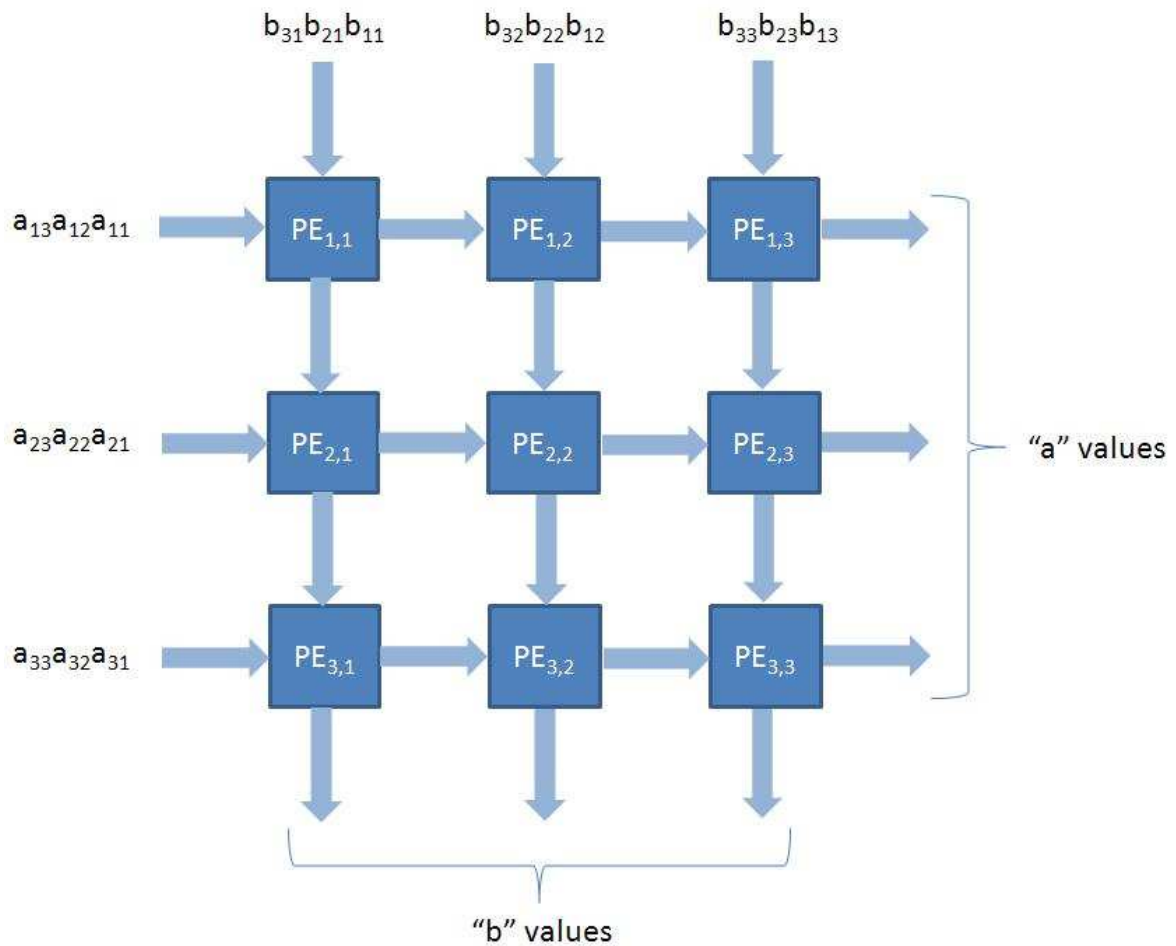 b₃₁b₂₁b₁₁ b₃₂b₂₂b₁₂ b₃₃b₂₃b₁₃
a₁₃a₁₂a₁₁ PE₁,₁ PE₁,₂ PE₁,₃
a₂₃a₂₂a₂₁ PE₂,₁ PE₂,₂ PE₂,₃
“a” values
a₃₃a₃₂a₃₁ PE₃,₁ PE₃,₂ PE₃,₃
“b” values